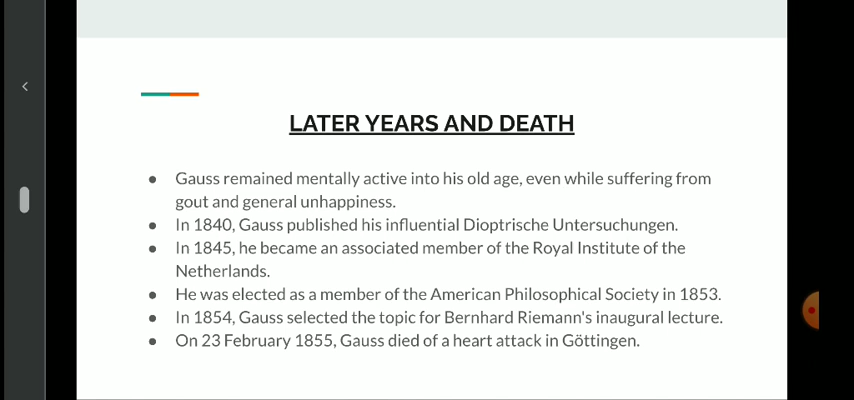 LATER YEARS AND DEATH
● Gauss remained mentally active into his old age, even while suffering from
gout and general unhappiness.
● In 1840, Gauss published his influential Dioptrische Untersuchungen.
● In 1845, he became an associated member of the Royal Institute of the
Netherlands.
● He was elected as a member of the American Philosophical Society in 1853.
● In 1854, Gauss selected the topic for Bernhard Riemann's inaugural lecture.
● On 23 February 1855, Gauss died of a heart attack in Göttingen.